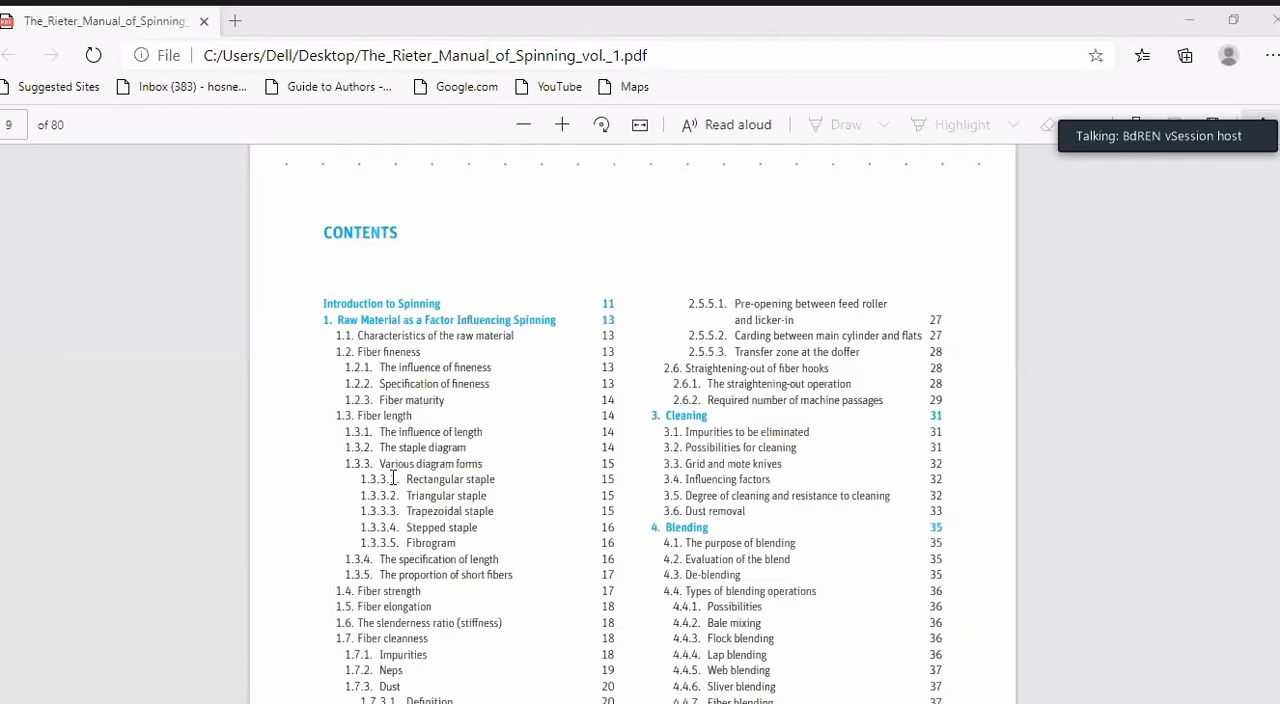 The_Rieter_Manual_of_Spinning_
File C:/Users/Dell/Desktop/The_Rieter_Manual_of_Spinning_vol._1.pdf
Suggested Sites Inbox (383) - hosne... Guide to Authors -... Google.com YouTube Maps
9 of 80 Read aloud Draw Highlight
Talking: BdREN vSession host
CONTENTS
Introduction to Spinning 11
1. Raw Material as a Factor Influencing Spinning 13
1.1. Characteristics of the raw material 13
1.2. Fiber fineness 13
1.2.1. The influence of fineness 13
1.2.2. Specification of fineness 13
1.2.3. Fiber maturity 14
1.3. Fiber length 14
1.3.1. The influence of length 14
1.3.2. The staple diagram 14
1.3.3. Various diagram forms 15
1.3.3.1. Rectangular staple 15
1.3.3.2. Triangular staple 15
1.3.3.3. Trapezoidal staple 15
1.3.3.4. Stepped staple 16
1.3.3.5. Fibrogram 16
1.3.4. The specification of length 16
1.3.5. The proportion of short fibers 17
1.4. Fiber strength 17
1.5. Fiber elongation 18
1.6. The slenderness ratio (stiffness) 18
1.7. Fiber cleanness 18
1.7.1. Impurities 18
1.7.2. Neps 19
1.7.3. Dust 20
1.7.3.1. Definition 20
2.5.5.1. Pre-opening between feed roller
and licker-in 27
2.5.5.2. Carding between main cylinder and flats 27
2.5.5.3. Transfer zone at the doffer 28
2.6. Straightening-out of fiber hooks 28
2.6.1. The straightening-out operation 28
2.6.2. Required number of machine passages 29
3. Cleaning 31
3.1. Impurities to be eliminated 31
3.2. Possibilities for cleaning 31
3.3. Grid and mote knives 32
3.4. Influencing factors 32
3.5. Degree of cleaning and resistance to cleaning 32
3.6. Dust removal 33
4. Blending 35
4.1. The purpose of blending 35
4.2. Evaluation of the blend 35
4.3. De-blending 35
4.4. Types of blending operations 36
4.4.1. Possibilities 36
4.4.2. Bale mixing 36
4.4.3. Flock blending 36
4.4.4. Lap blending 36
4.4.5. Web blending 37
4.4.6. Sliver blending 37
4.4.7. Fiber blending 37